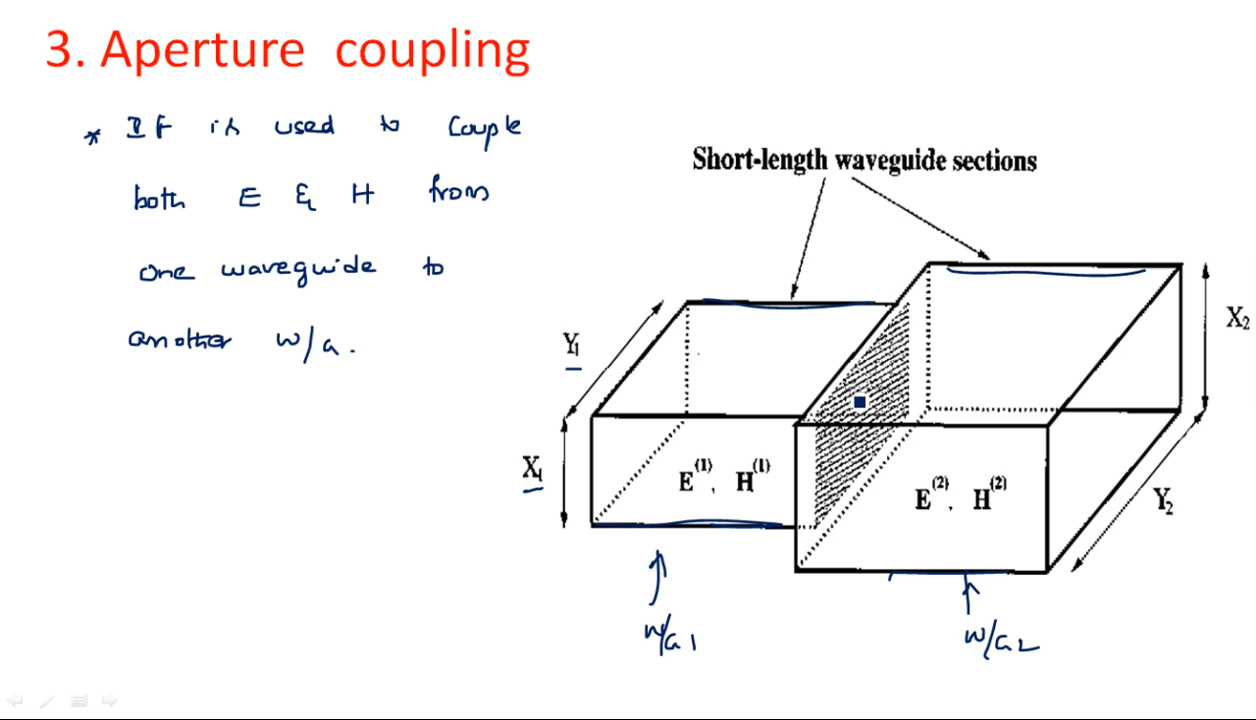 3. Aperture coupling
* It is used to couple
both E & H from
one waveguide to
another w/a.
Short-length waveguide sections
Y1
X1
E(1), H(1)
E(2), H(2)
X2
Y2
w/a 1
w/a 2